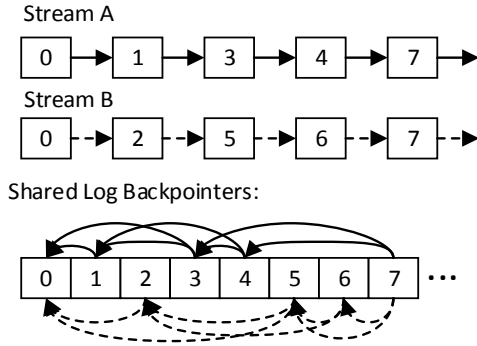 Stream A
0 1 3 4 7
Stream B
0 2 5 6 7
Shared Log Backpointers:
0 1 2 3 4 5 6 7 ...